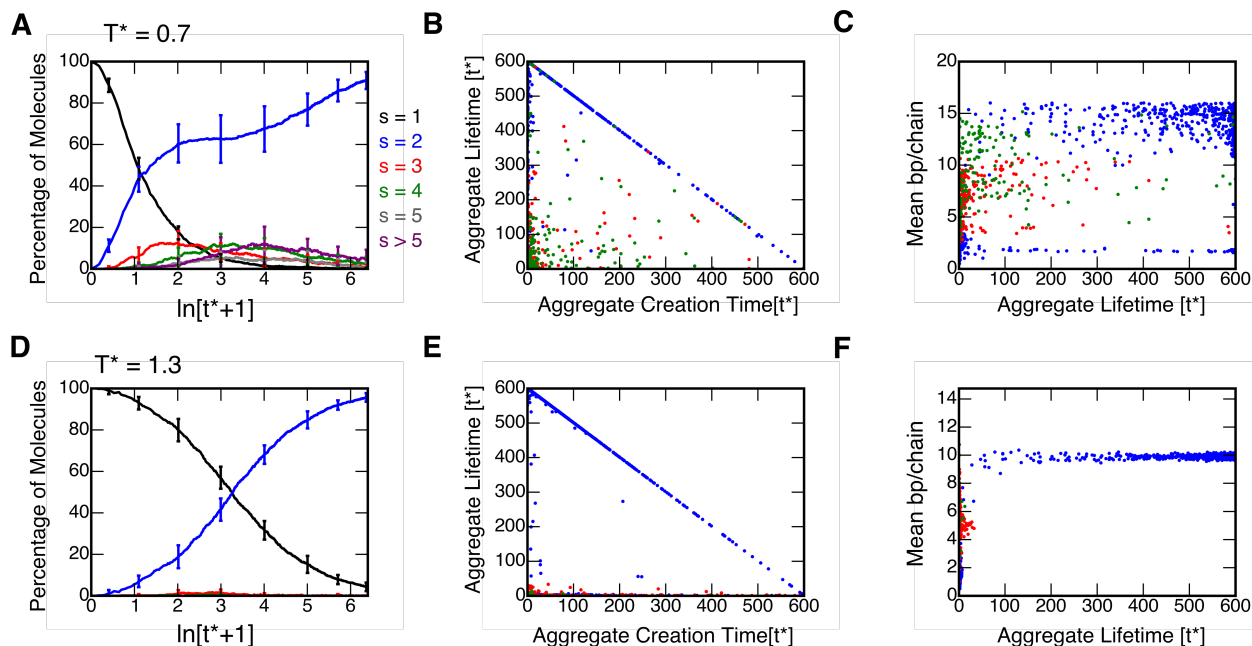 A
T* = 0.7
Percentage of Molecules
100
80
60
40
20
0
0 1 2 3 4 5 6
ln[t*+1]
s = 1
s = 2
s = 3
s = 4
s = 5
s > 5
B
Aggregate Lifetime [t*]
600
500
400
300
200
100
0
0 100 200 300 400 500 600
Aggregate Creation Time[t*]
C
Mean bp/chain
20
15
10
5
0
0 100 200 300 400 500 600
Aggregate Lifetime [t*]
D
T* = 1.3
Percentage of Molecules
100
80
60
40
20
0
0 1 2 3 4 5 6
ln[t*+1]
E
Aggregate Lifetime [t*]
600
500
400
300
200
100
0
0 100 200 300 400 500 600
Aggregate Creation Time[t*]
F
Mean bp/chain
14
12
10
8
6
4
2
0
0 100 200 300 400 500 600
Aggregate Lifetime [t*]